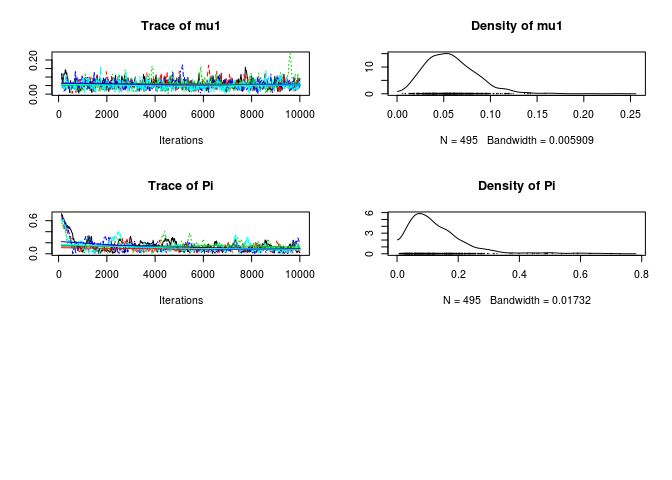 Trace of mu1
0.00 0.20
0 2000 4000 6000 8000 10000
Iterations
Density of mu1
0 10
0.00 0.05 0.10 0.15 0.20 0.25
N = 495 Bandwidth = 0.005909
Trace of Pi
0.0 0.6
0 2000 4000 6000 8000 10000
Iterations
Density of Pi
0 3 6
0.0 0.2 0.4 0.6 0.8
N = 495 Bandwidth = 0.01732